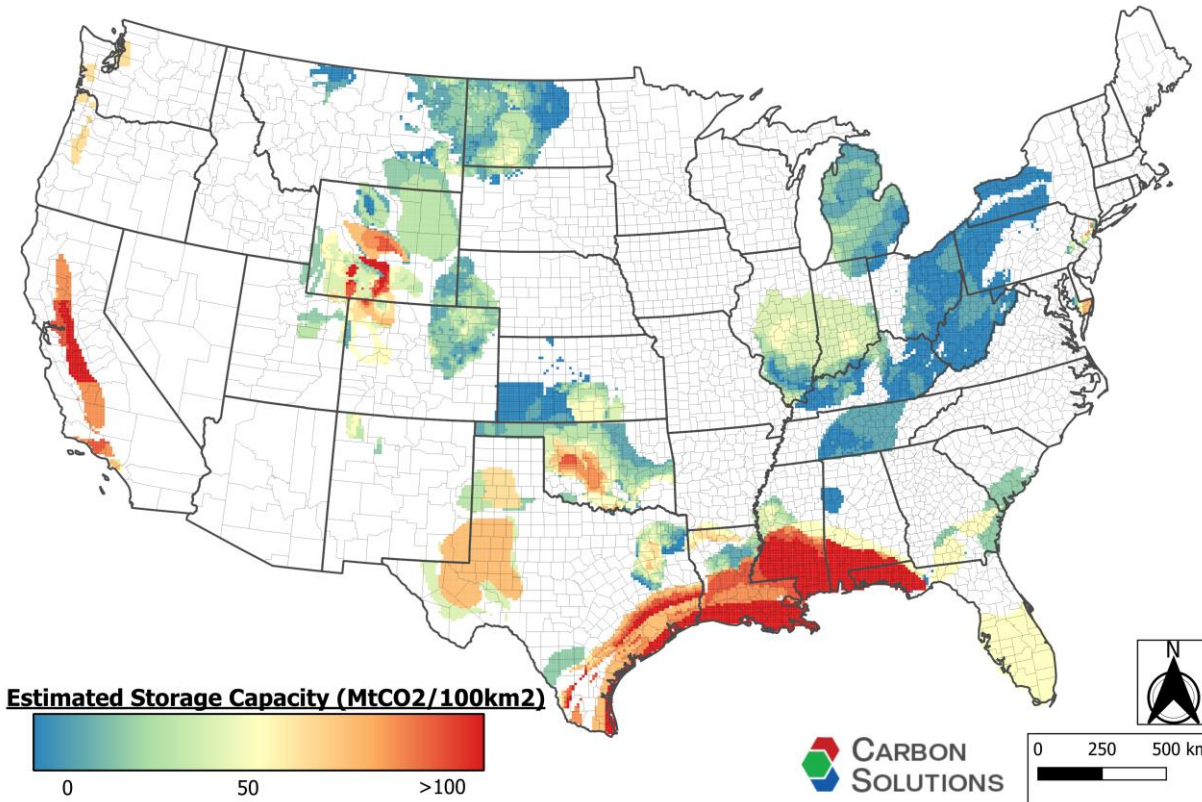 Estimated Storage Capacity (MtCO2/100km2)
0 50 >100
CARBON
SOLUTIONS
N
0 250 500 km